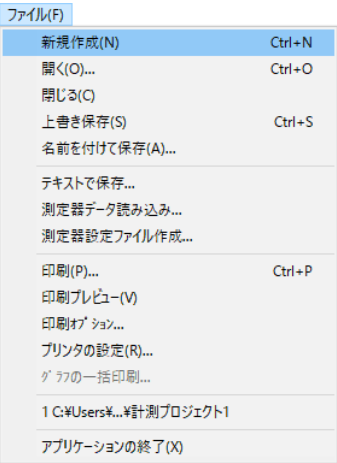 ファイル(F)
新規作成(N) Ctrl+N
開く(O)... Ctrl+O
閉じる(C)
上書き保存(S) Ctrl+S
名前を付けて保存(A)...
テキストで保存...
測定器データ読み込み...
測定器設定ファイル作成...
印刷(P)... Ctrl+P
印刷プレビュー(V)
印刷ｵﾌﾟｼｮﾝ...
プリンタの設定(R)...
ｸﾞﾗﾌの一括印刷...
1 C:¥Users¥...¥計測プロジェクト1
アプリケーションの終了(X)